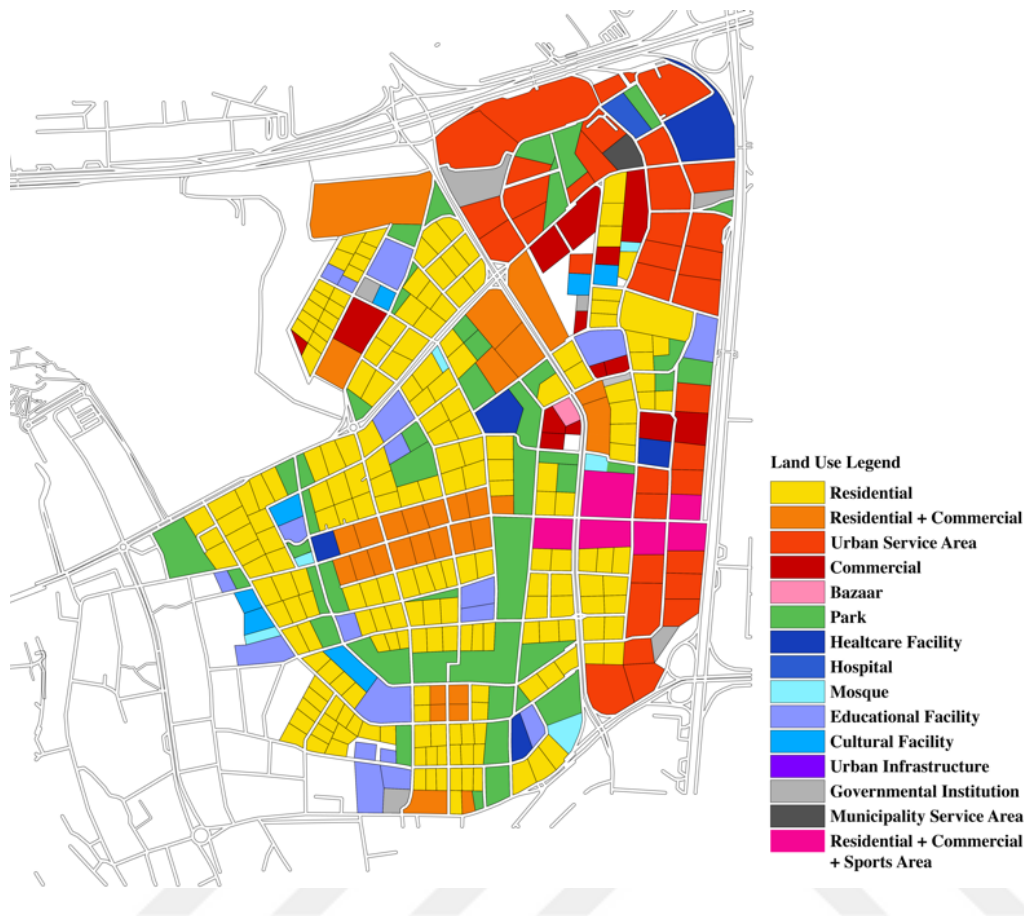 Land Use Legend
Residential
Residential + Commercial
Urban Service Area
Commercial
Bazaar
Park
Healtcare Facility
Hospital
Mosque
Educational Facility
Cultural Facility
Urban Infrastructure
Governmental Institution
Municipality Service Area
Residential + Commercial
+ Sports Area